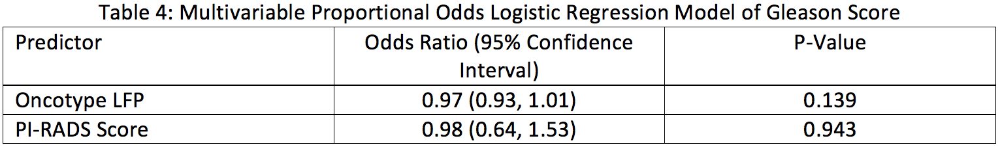 Table 4: Multivariable Proportional Odds Logistic Regression Model of Gleason Score
Predictor
Odds Ratio (95% Confidence
Interval)
P-Value
Oncotype LFP
0.97 (0.93, 1.01)
0.139
PI-RADS Score
0.98 (0.64, 1.53)
0.943